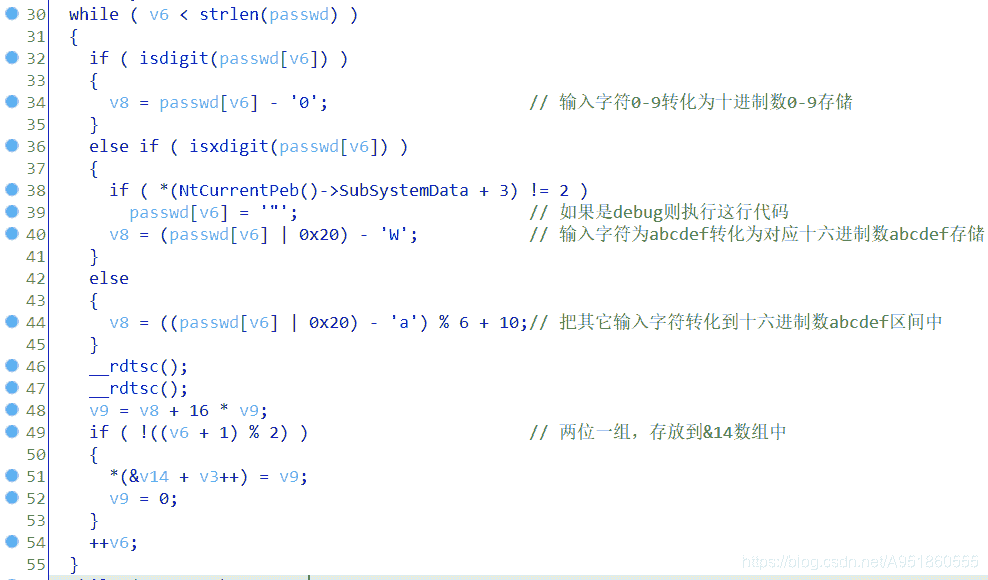 30 while ( v6 < strlen(passwd) )
31 {
32 if ( isdigit(passwd[v6]) )
33 {
34 v8 = passwd[v6] - '0'; // 输入字符0-9转化为十进制数0-9存储
35 }
36 else if ( isxdigit(passwd[v6]) )
37 {
38 if ( *(NtCurrentPeb()->SubSystemData + 3) != 2 )
39 passwd[v6] = '"'; // 如果是debug则执行这行代码
40 v8 = (passwd[v6] | 0x20) - 'W'; // 输入字符为abcdef转化为对应十六进制数abcdef存储
41 }
42 else
43 {
44 v8 = ((passwd[v6] | 0x20) - 'a') % 6 + 10;// 把其它输入字符转化到十六进制数abcdef区间中
45 }
46 __rdtsc();
47 __rdtsc();
48 v9 = v8 + 16 * v9;
49 if ( !((v6 + 1) % 2) ) // 两位一组，存放到&14数组中
50 {
51 *(&v14 + v3++) = v9;
52 v9 = 0;
53 }
54 ++v6;
55 }
https://blog.csdn.net/A951860555